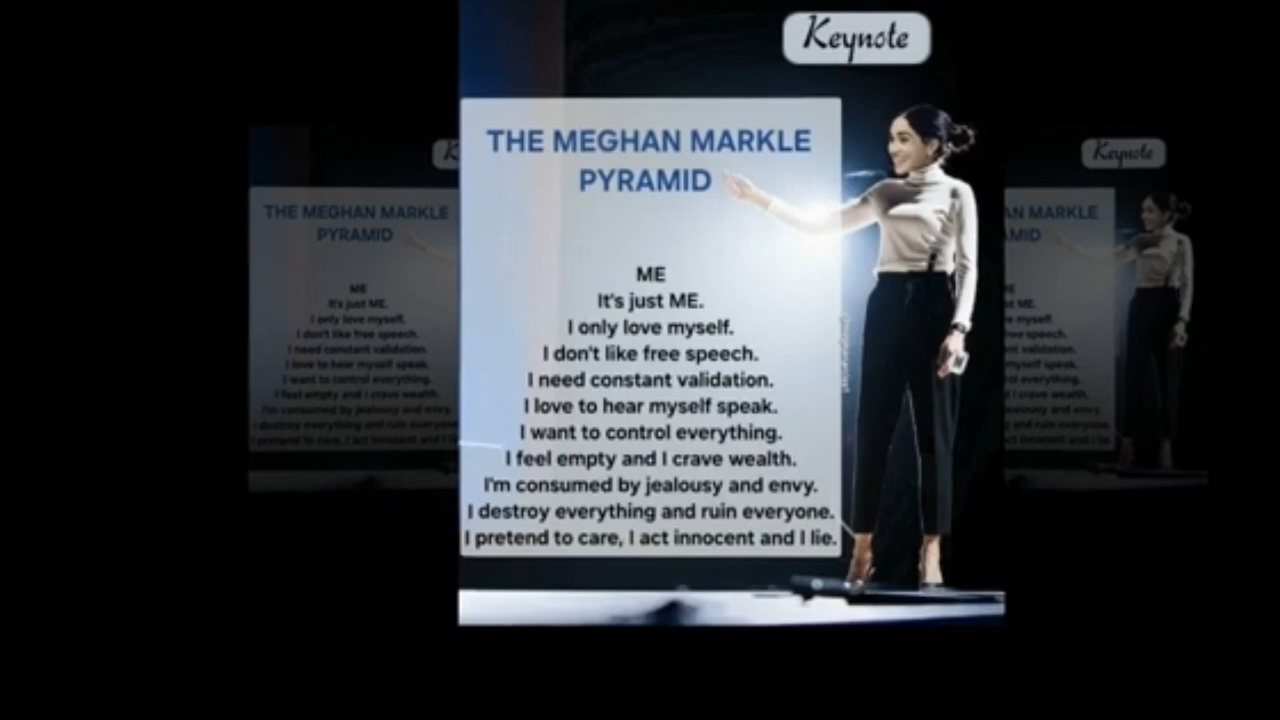 Keynote
THE MEGHAN MARKLE
PYRAMID
ME
It's just ME.
I only love myself.
I don't like free speech.
I need constant validation.
I love to hear myself speak.
I want to control everything.
I feel empty and I crave wealth.
I'm consumed by jealousy and envy.
I destroy everything and ruin everyone.
I pretend to care, I act innocent and I lie.